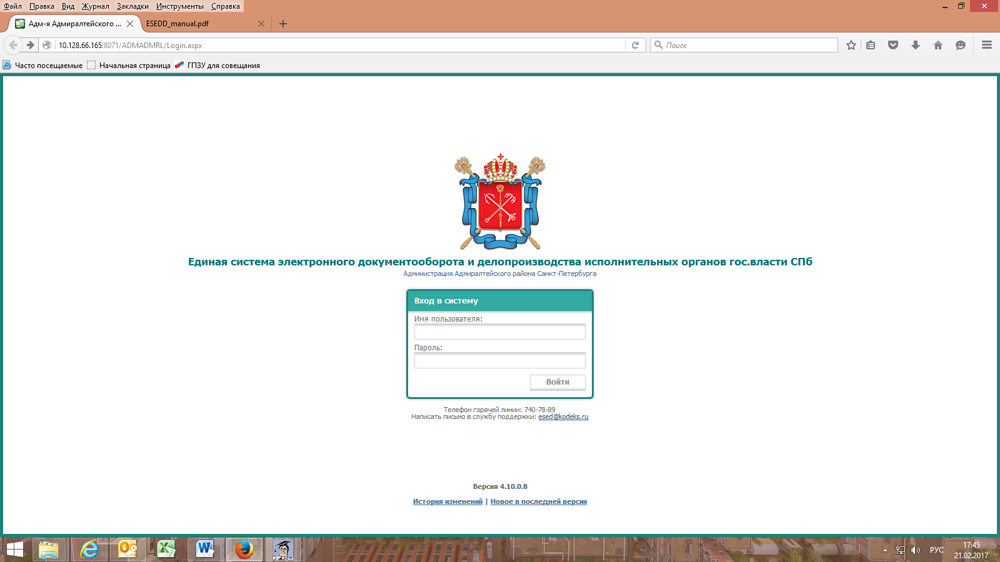 Файл Правка Вид Журнал Закладки Инструменты Справка
Адм-я Адмиралтейского ... ESEDD_manual.pdf
10.128.66.165:8071/ADMADMRL/Login.aspx Поиск
Часто посещаемые Начальная страница ГПЗУ для совещания
Единая система электронного документооборота и делопроизводства исполнительных органов гос.власти СПб
Администрация Адмиралтейского района Санкт-Петербурга
Вход в систему
Имя пользователя:
Пароль:
Войти
Телефон горячей линии: 740-78-89
Написать письмо в службу поддержки: esed@kodeks.ru
Версия 4.10.0.8
История изменений | Новое в последней версии
РУС 17:45
21.02.2017